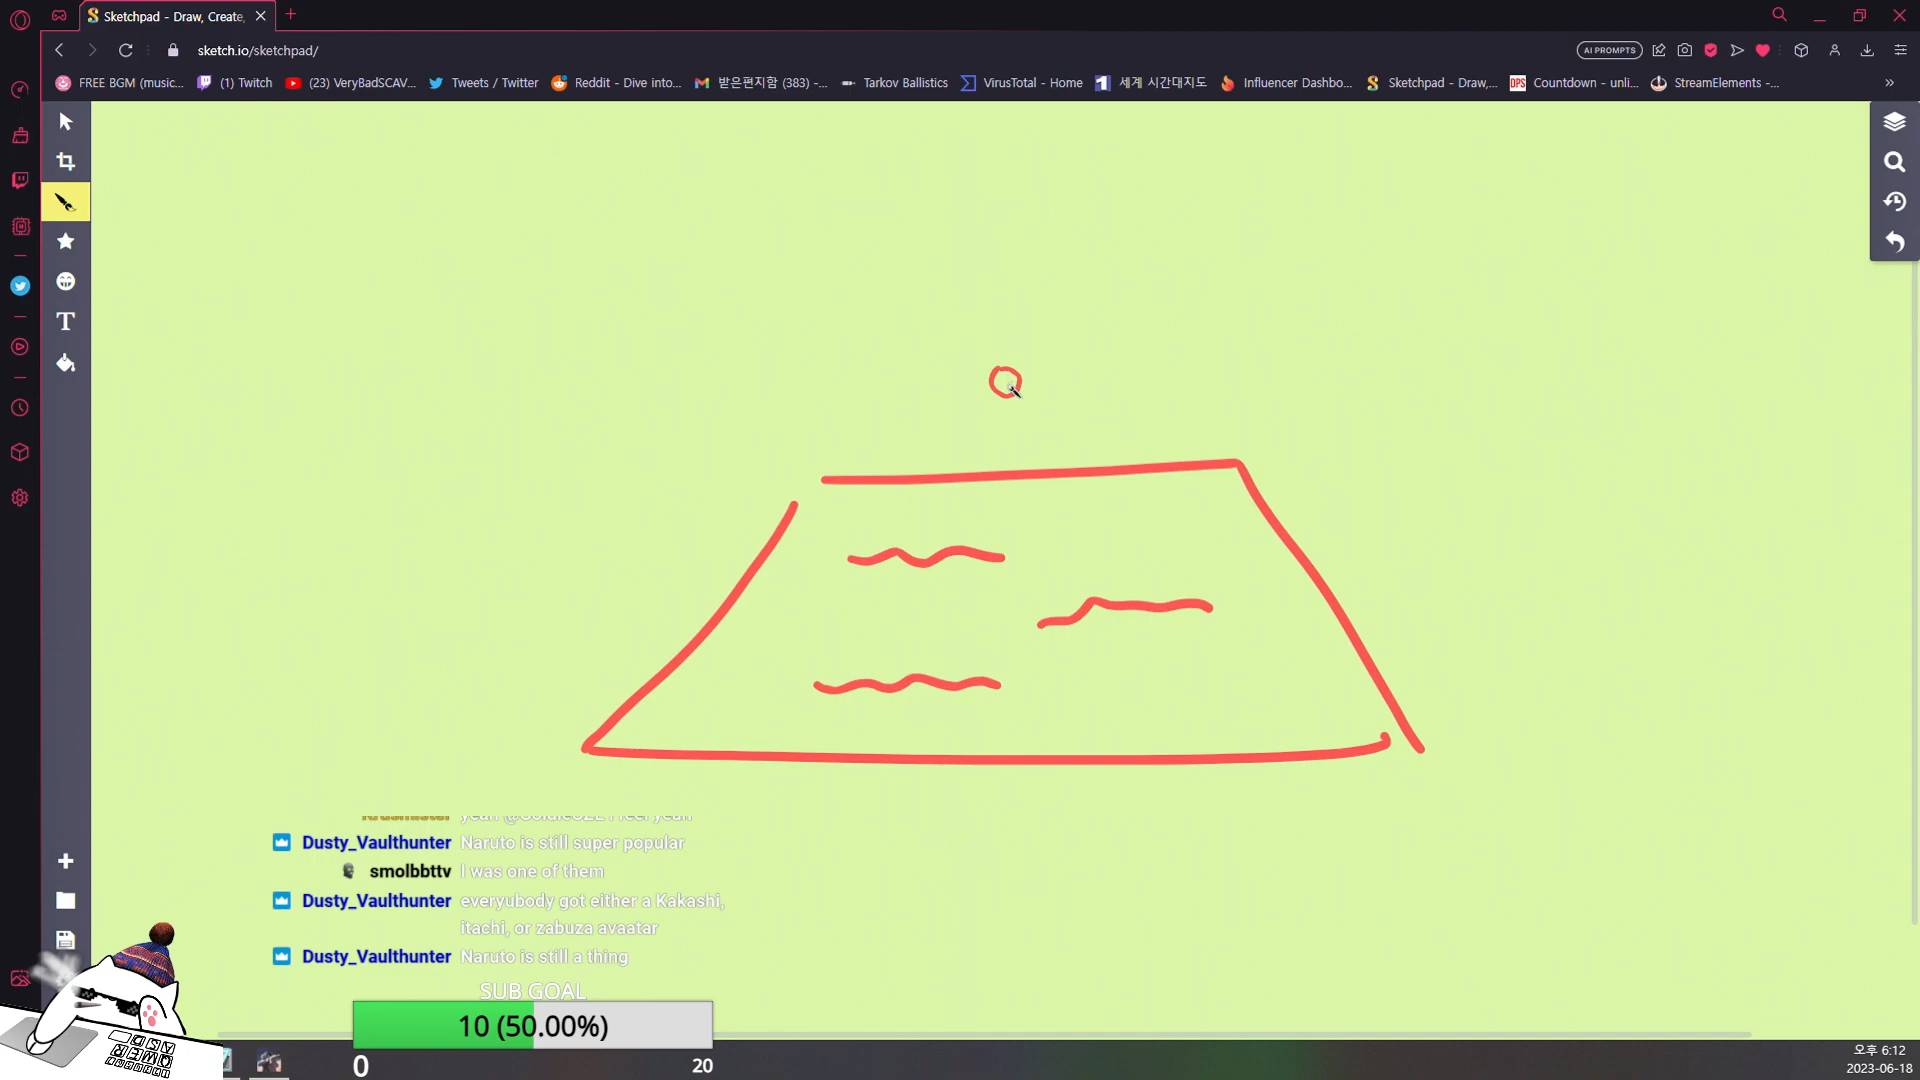 Sketchpad - Draw, Create,
sketch.io/sketchpad/
AI PROMPTS
FREE BGM (music...
(1) Twitch
(23) VeryBadSCAV...
Tweets / Twitter
Reddit - Dive into...
받은편지함 (383) -...
Tarkov Ballistics
VirusTotal - Home
1
세계 시간대지도
Influencer Dashbo...
Sketchpad - Draw,...
OPS
Countdown - unli...
StreamElements -...
T
Dusty_Vaulthunter Naruto is still super popular
smolbbttv I was one of them
Dusty_Vaulthunter everyubody got either a Kakashi,
itachi, or zabuza avaatar
Dusty_Vaulthunter Naruto is still a thing
SUB GOAL
10 (50.00%)
0
20
오후 6:12
2023-06-18